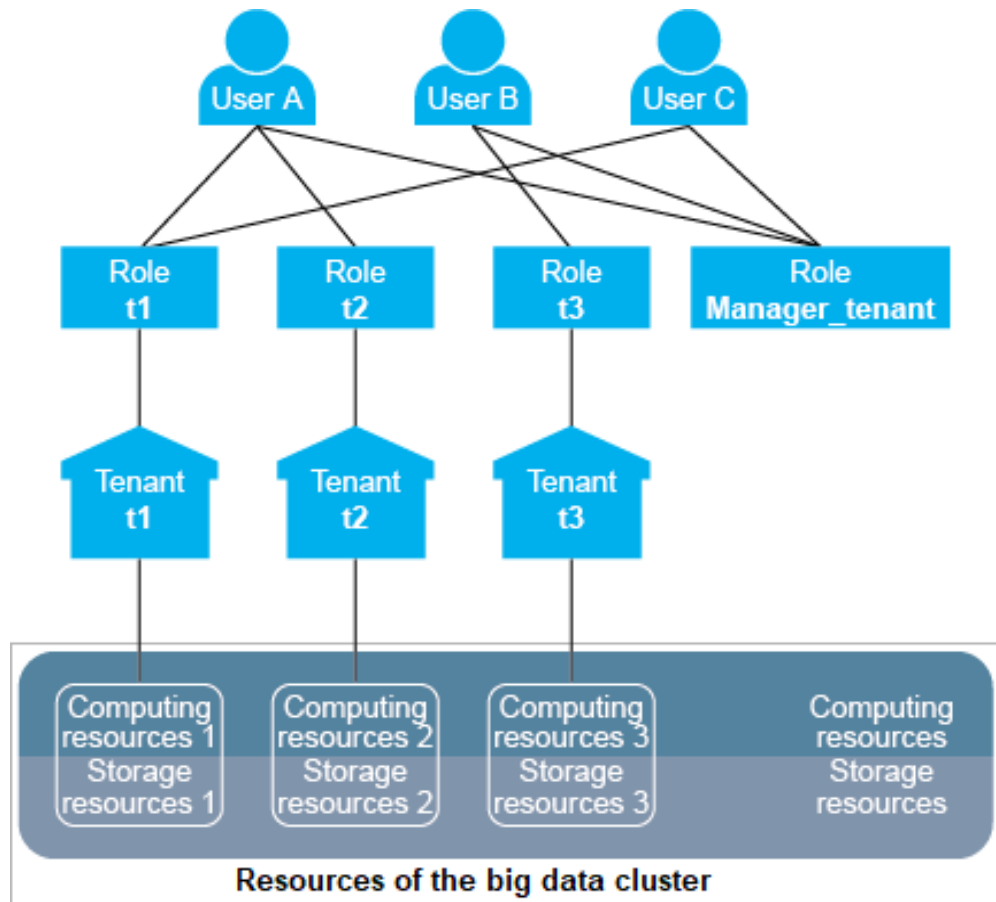 User A
User B
User C
Role
t1
Role
t2
Role
t3
Role
Manager_tenant
Tenant
t1
Tenant
t2
Tenant
t3
Computing
resources 1
Storage
resources 1
Computing
resources 2
Storage
resources 2
Computing
resources 3
Storage
resources 3
Computing
resources
Storage
resources
Resources of the big data cluster